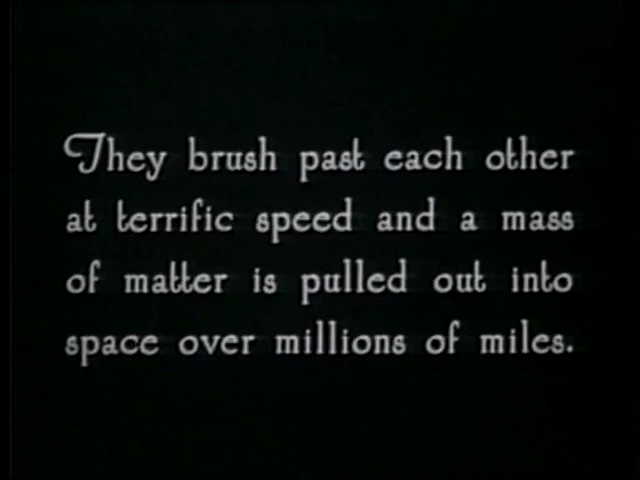 They brush past each other
at terrific speed and a mass
of matter is pulled out into
space over millions of miles.